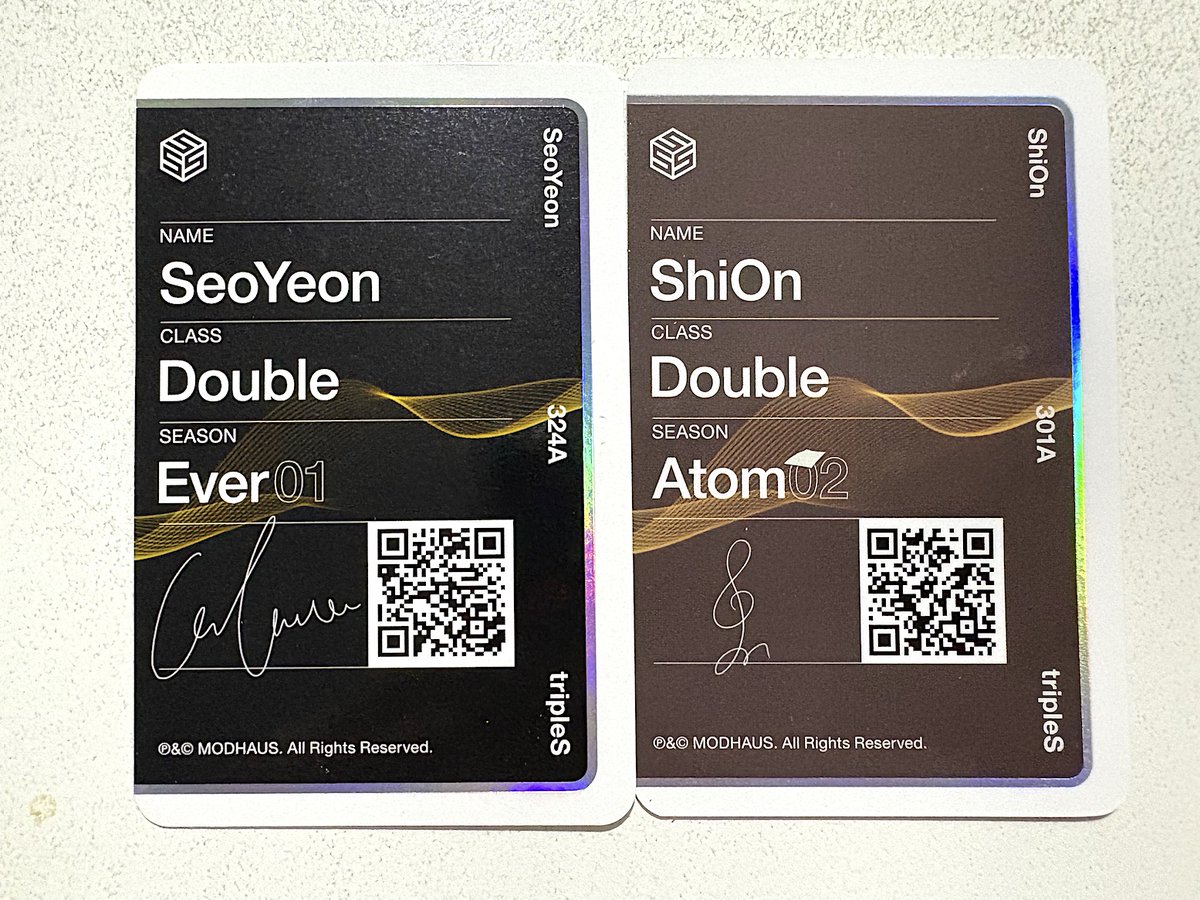 SeoYeon
NAME
SeoYeon
CLASS
Double
SEASON
Ever01
324A
tripleS
℗&© MODHAUS. All Rights Reserved.
ShiOn
NAME
ShiOn
CLASS
Double
SEASON
Atom02
301A
tripleS
℗&© MODHAUS. All Rights Reserved.